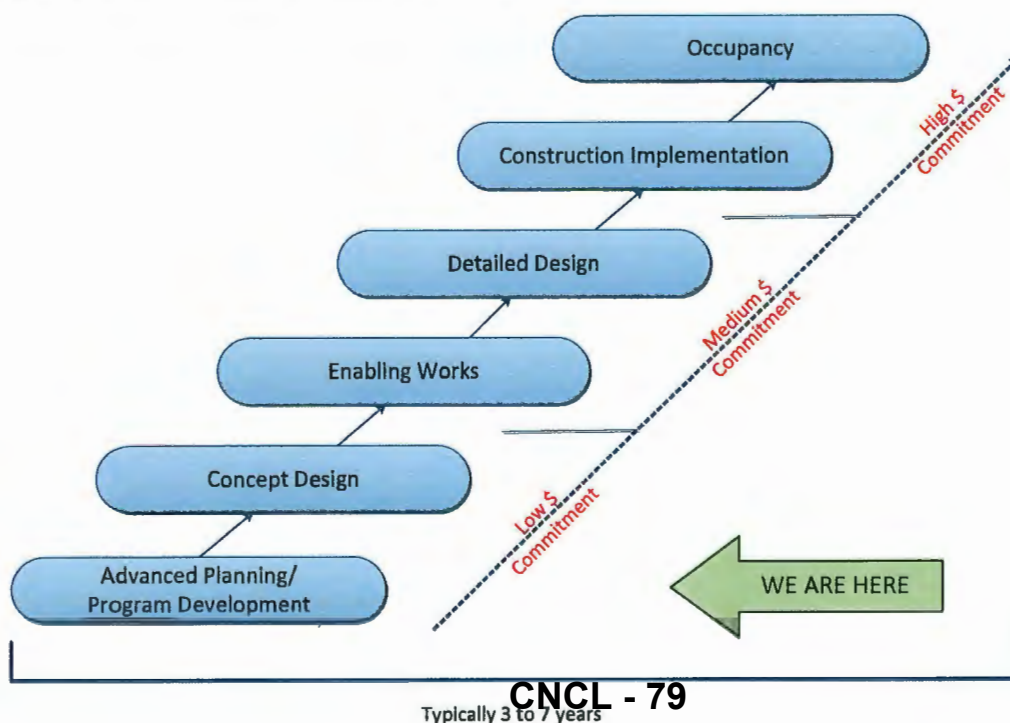 Occupancy
Construction Implementation
Detailed Design
Enabling Works
Concept Design
Advanced Planning/
Program Development
High $
Commitment
Medium $
Commitment
Low $
Commitment
WE ARE HERE
CNCL - 79
Typically 3 to 7 years